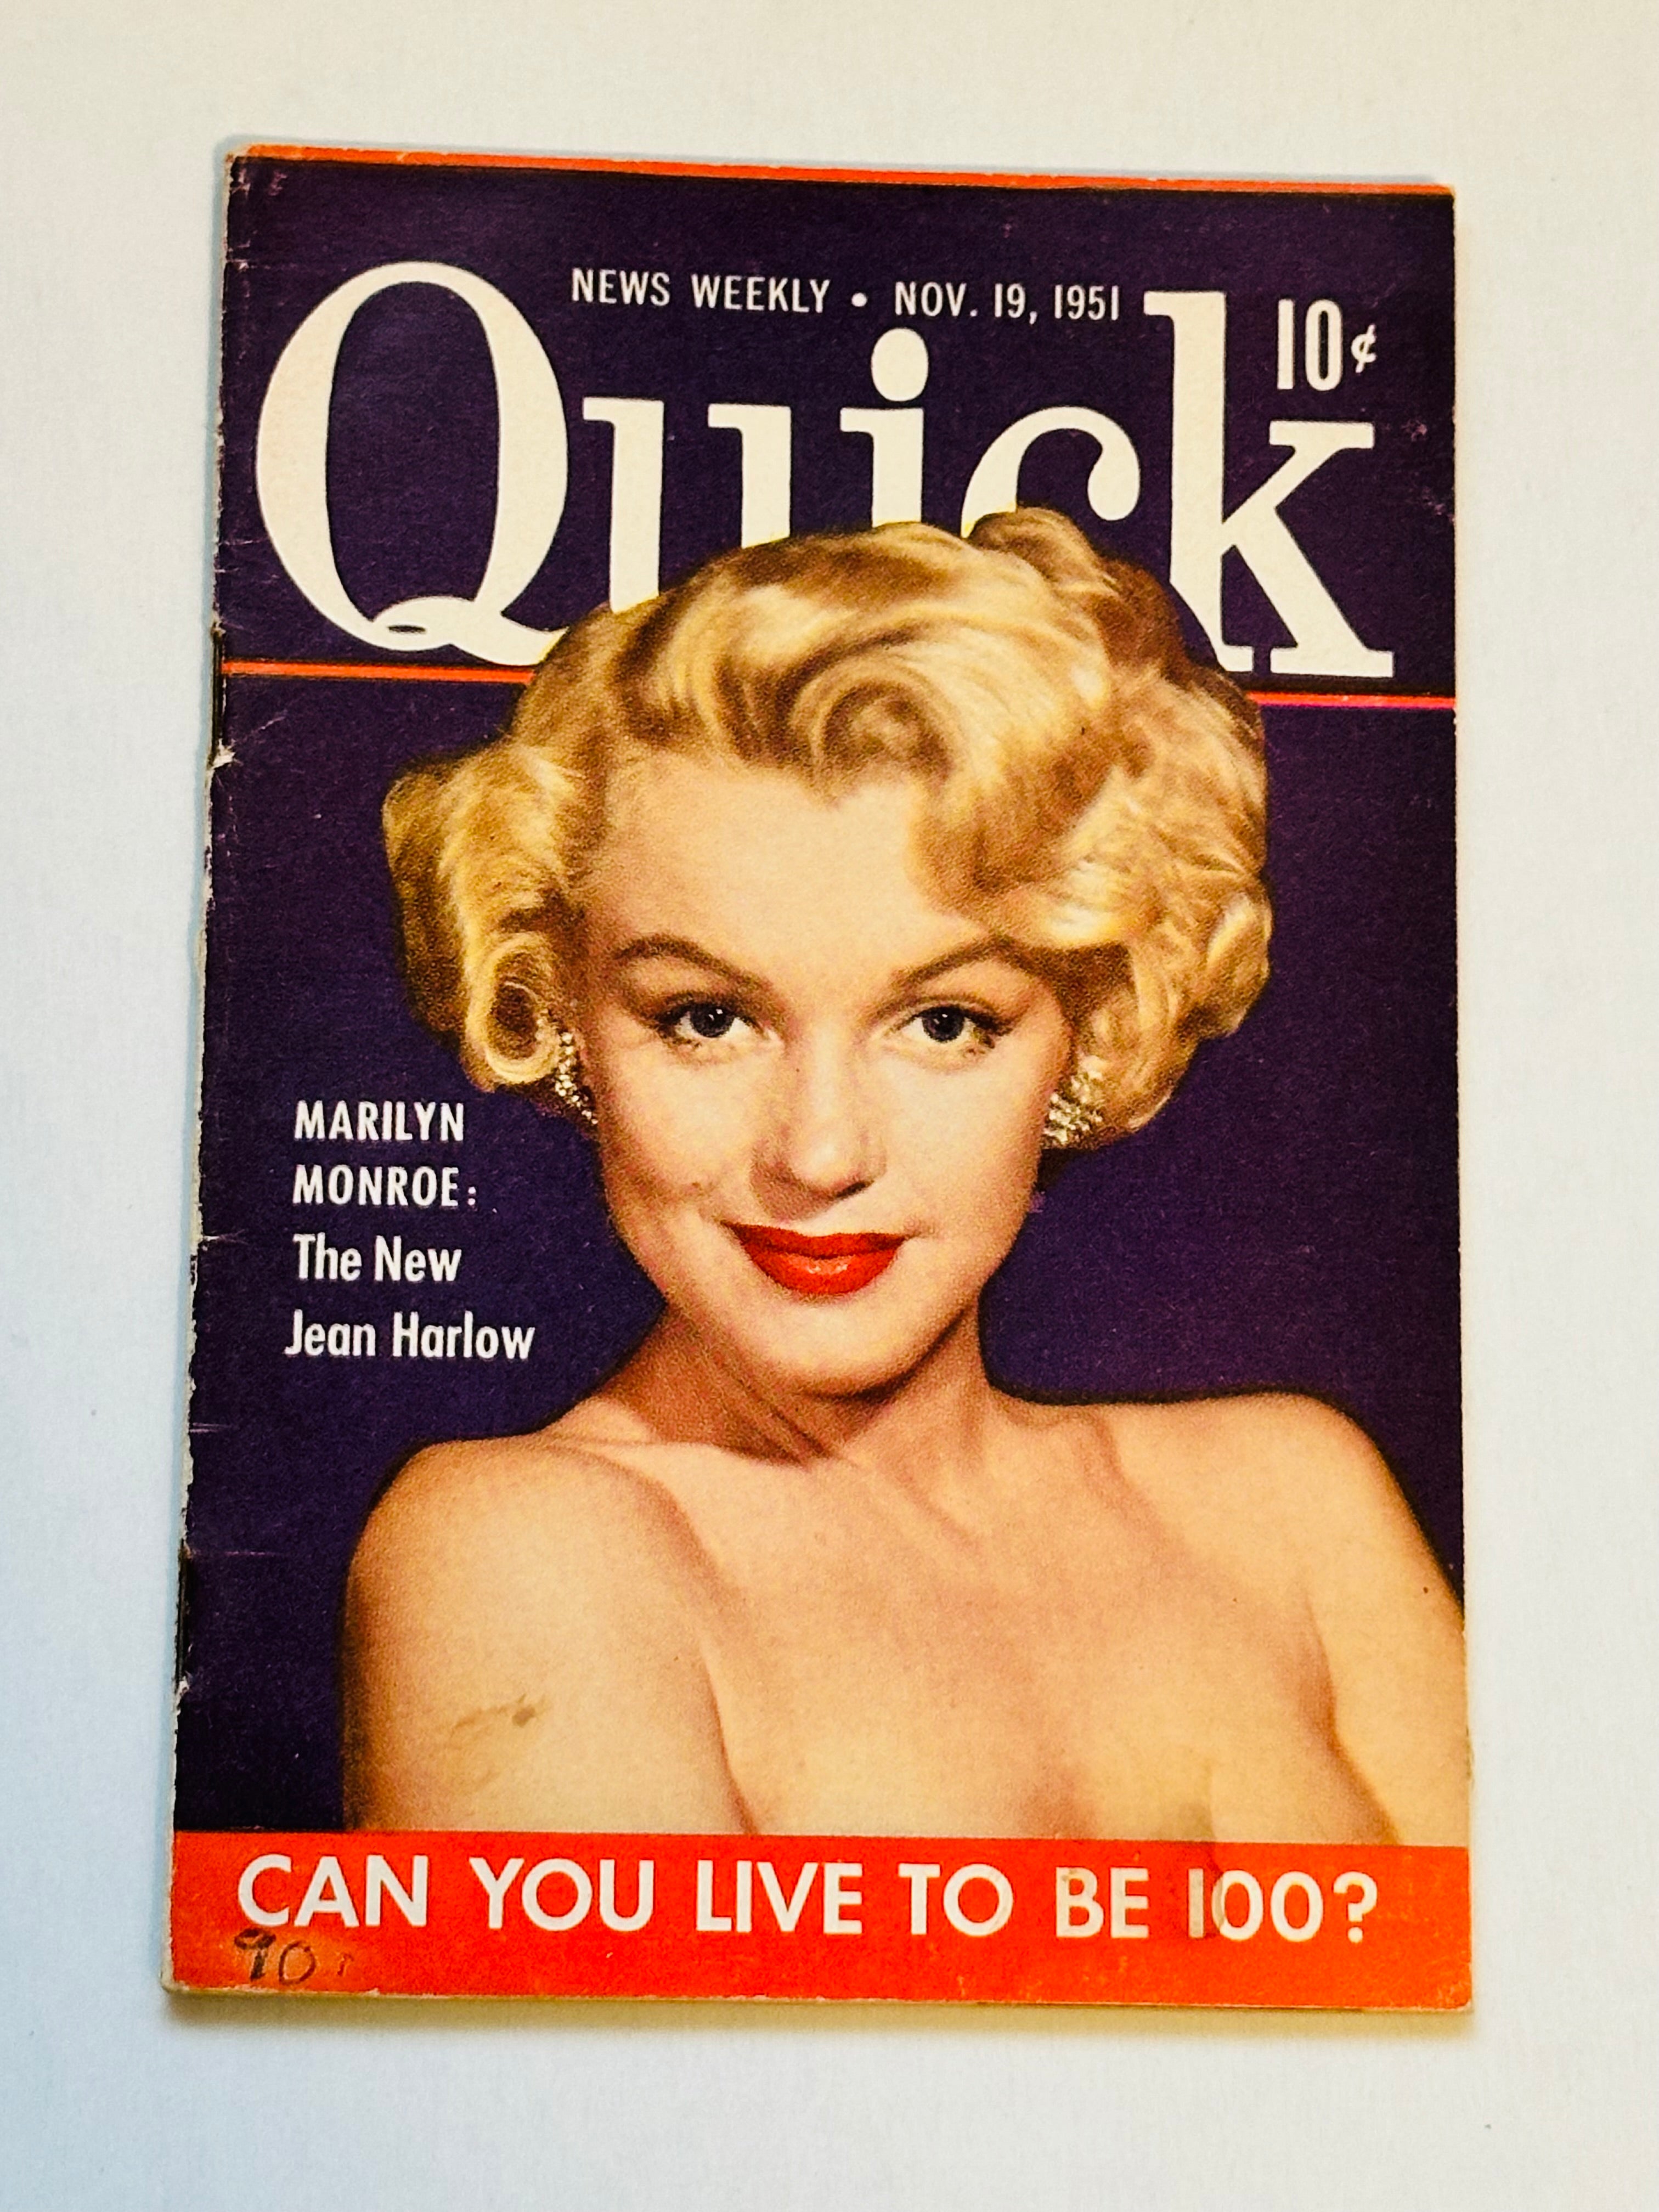 NEWS WEEKLY • NOV. 19, 1951
10¢
Quick
MARILYN
MONROE:
The New
Jean Harlow
CAN YOU LIVE TO BE 100?
90